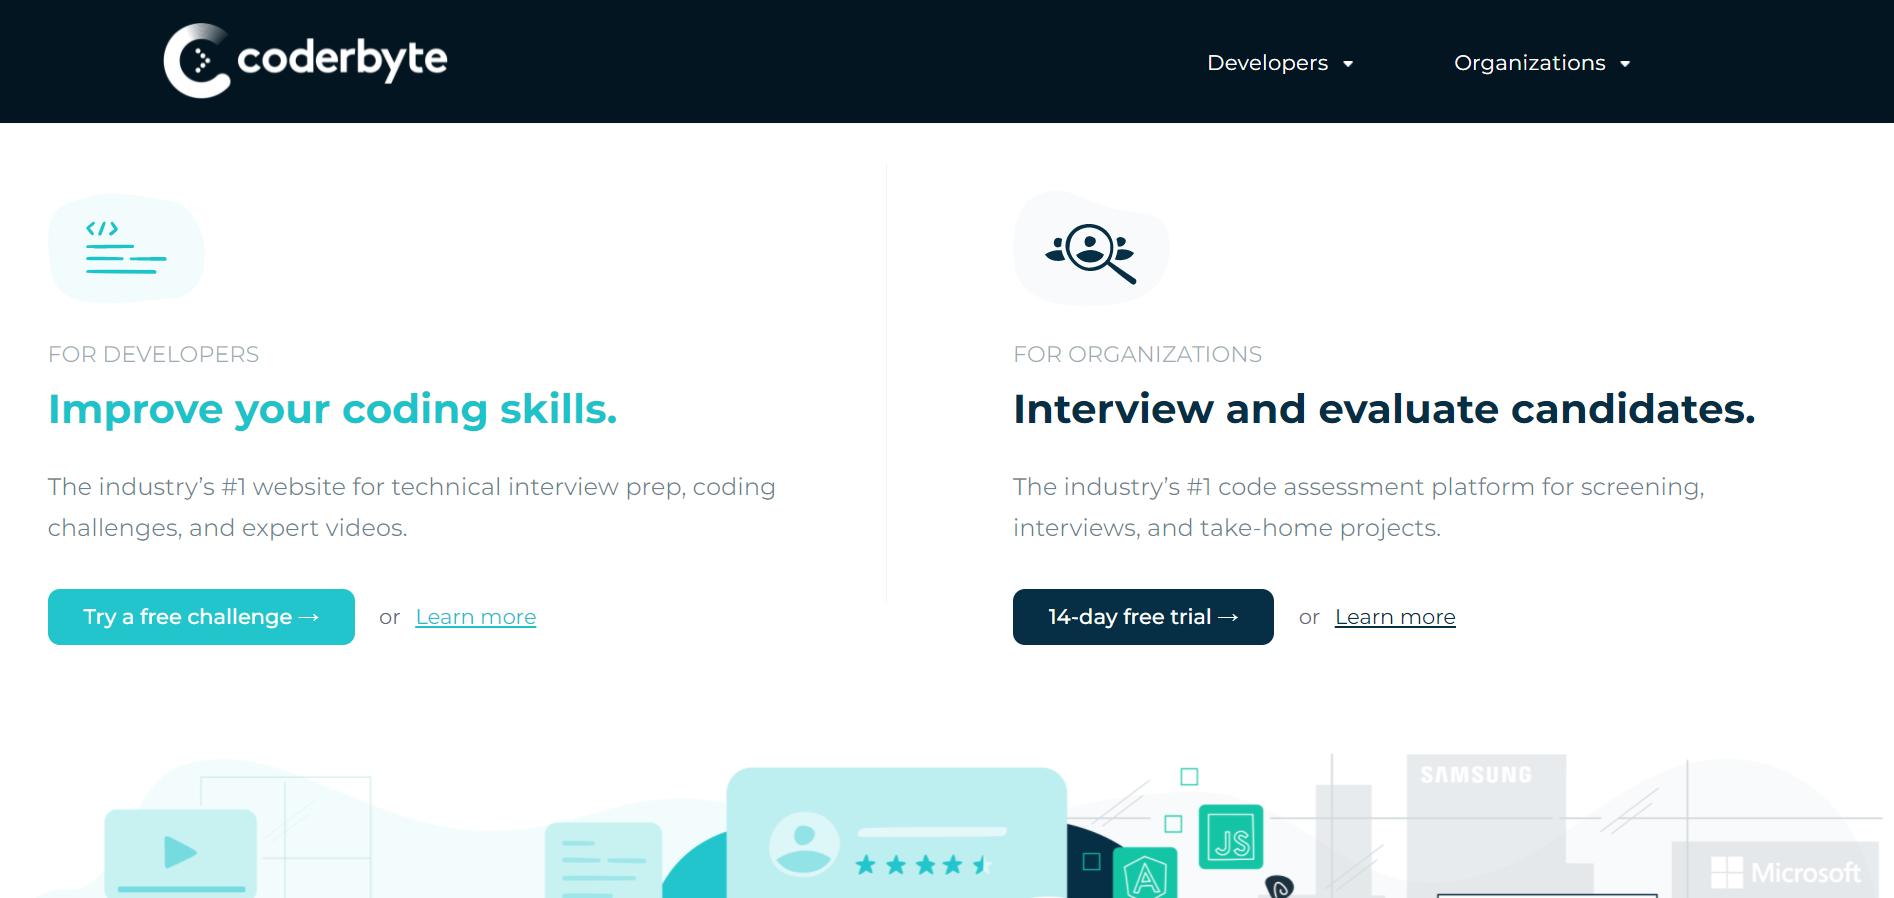 coderbyte
Developers
Organizations
FOR DEVELOPERS
Improve your coding skills.
The industry’s #1 website for technical interview prep, coding
challenges, and expert videos.
Try a free challenge →
or Learn more
FOR ORGANIZATIONS
Interview and evaluate candidates.
The industry’s #1 code assessment platform for screening,
interviews, and take-home projects.
14-day free trial →
or Learn more
SAMSUNG
JS
A
Microsoft